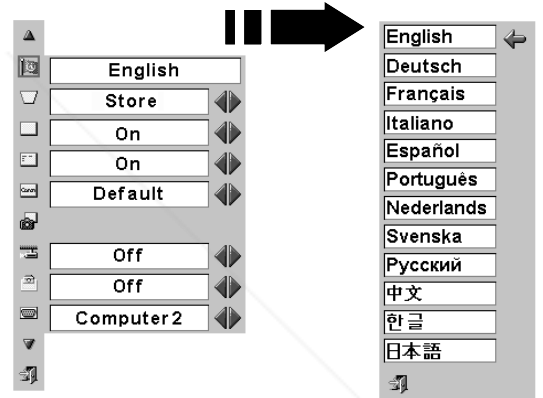 English
Store
On
On
Default
Canon
Off
Off
Computer2
English
Deutsch
Français
Italiano
Español
Português
Nederlands
Svenska
Русский
中文
한글
日本語